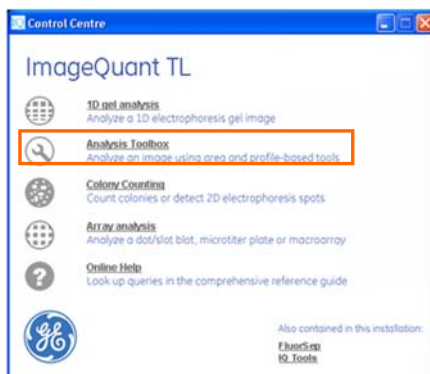 Control Centre
ImageQuant TL
1D gel analysis
Analyze a 1D electrophoresis gel image
Analysis Toolbox
Analyze an image using area and profile-based tools
Colony Counting
Count colonies or detect 2D electrophoresis spots
Array analysis
Analyze a dot/slot blot, microtiter plate or macroarray
Online Help
Look up queries in the comprehensive reference guide
GE
Also contained in this installation:
FluorSep
IQ Tools